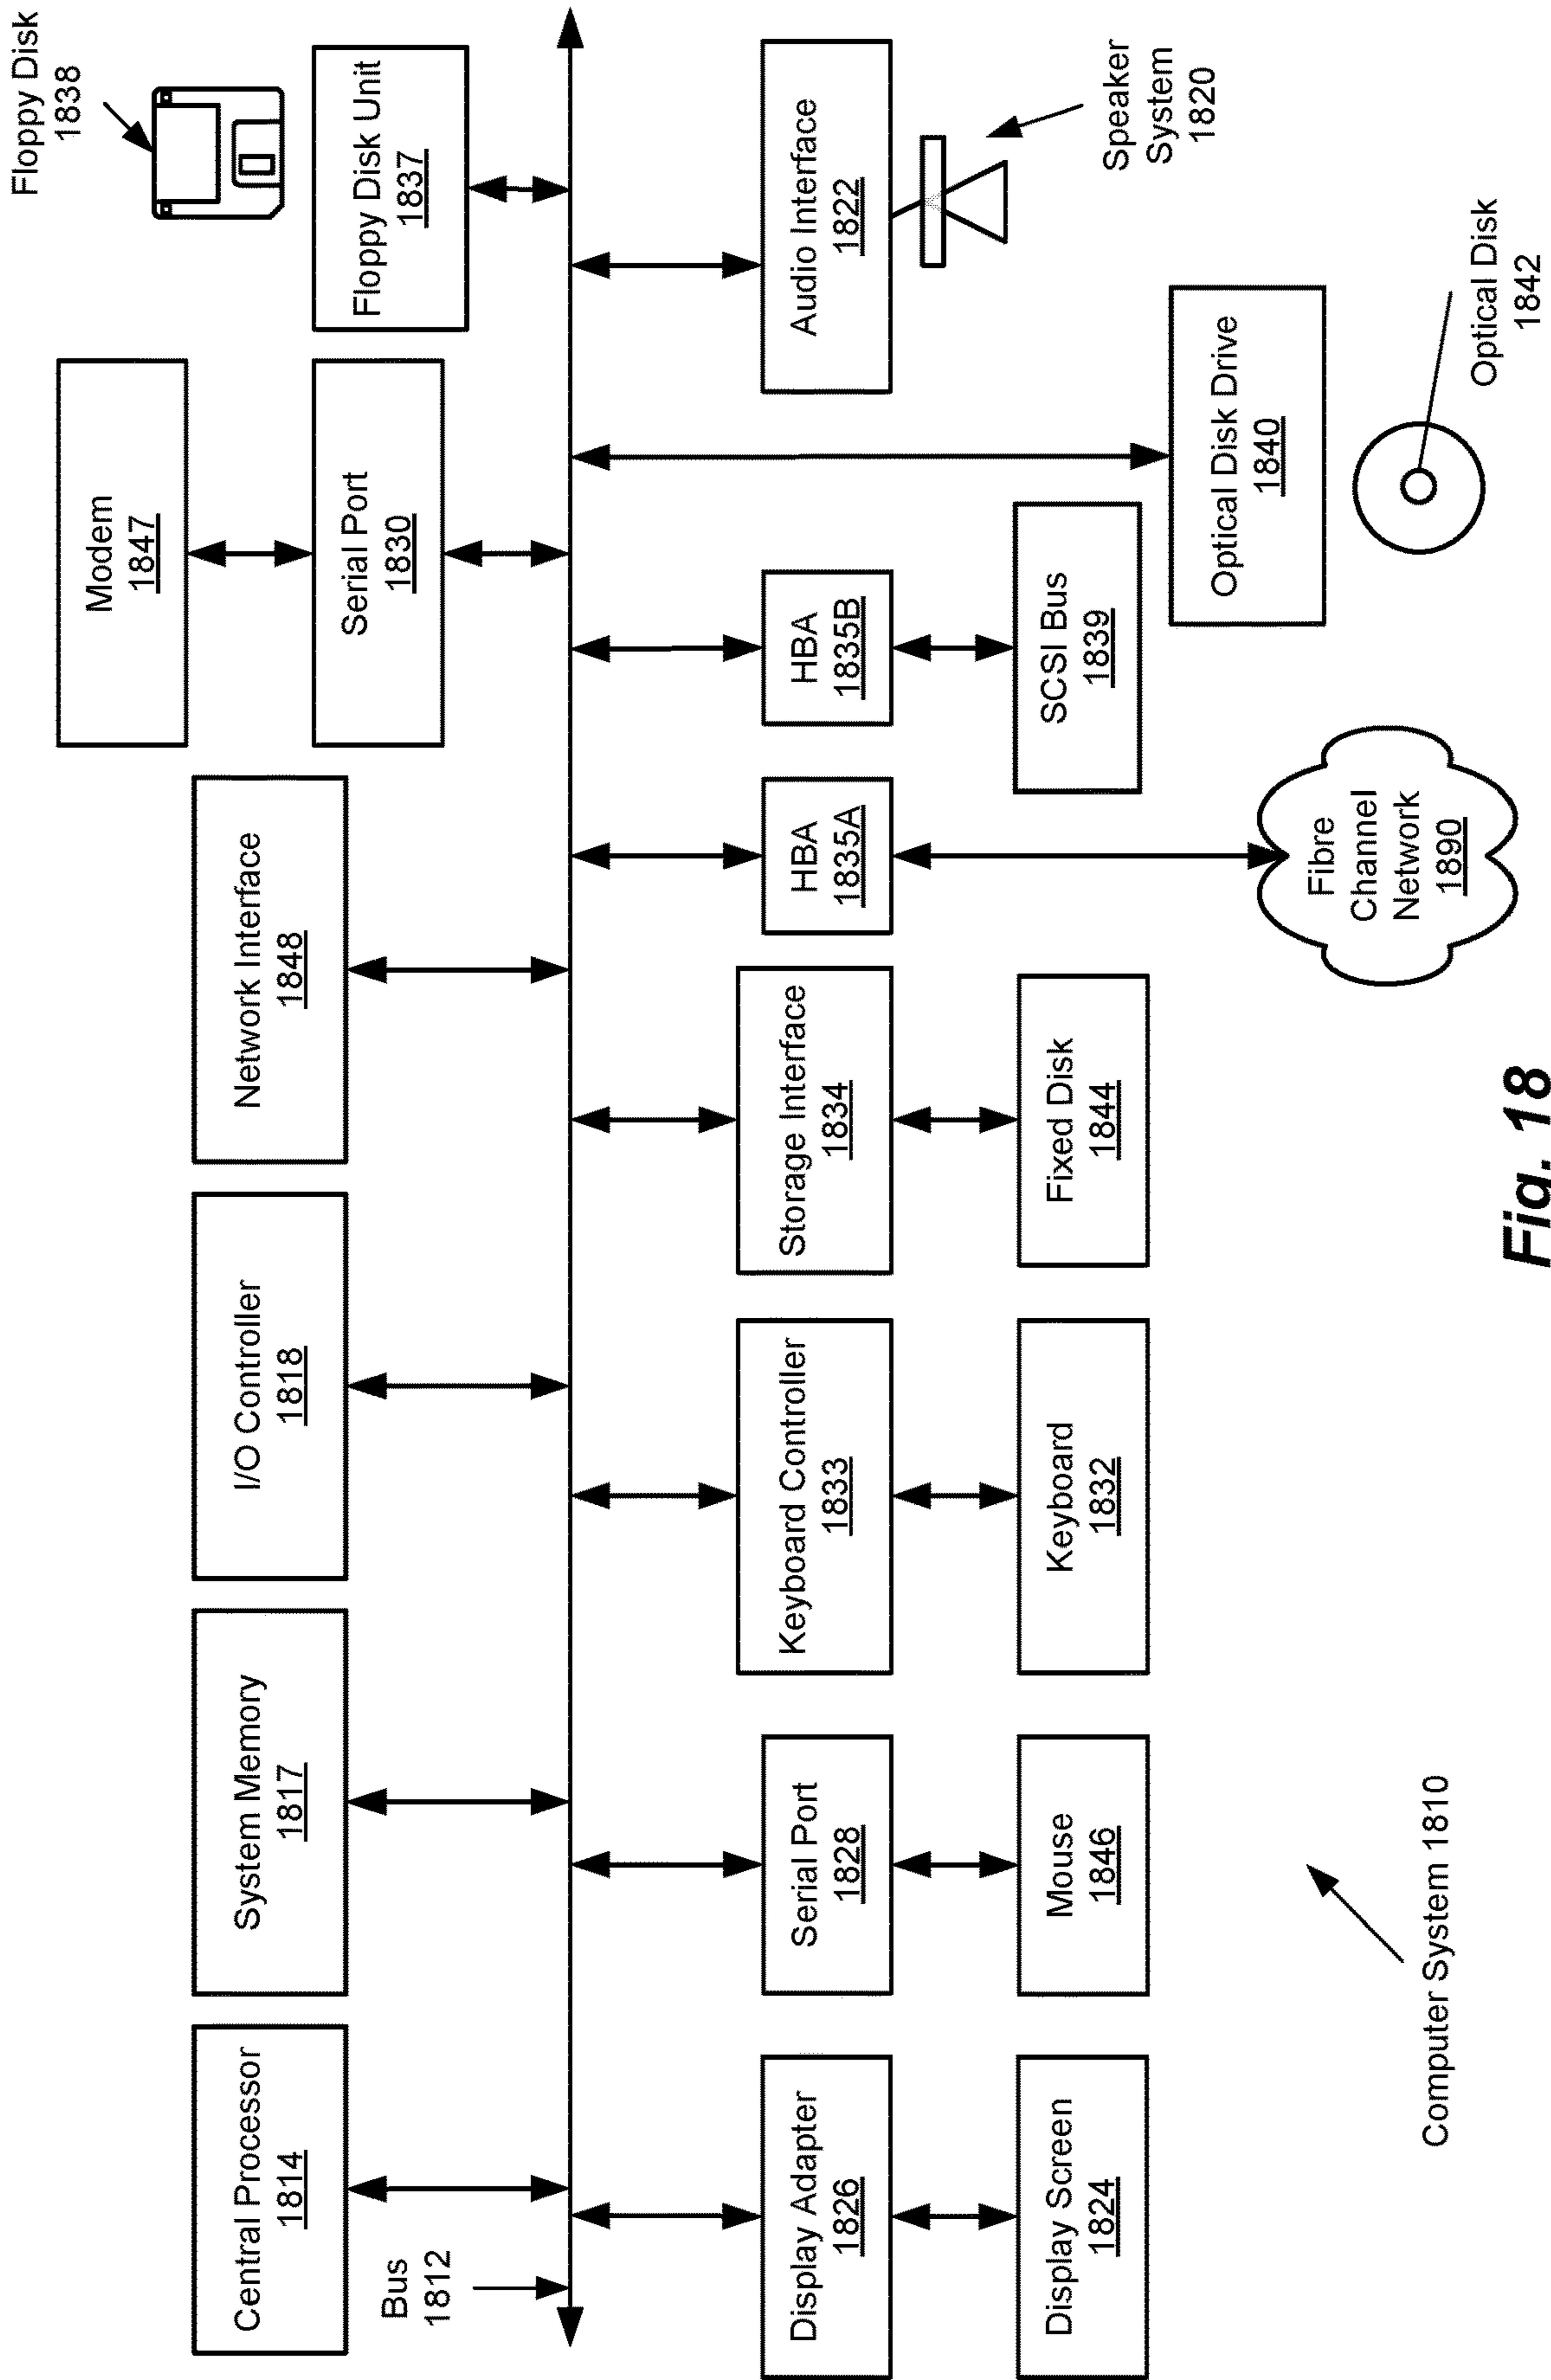 Floppy Disk
1838
Modem
1847
Central Processor
1814
System Memory
1817
I/O Controller
1818
Network Interface
1848
Serial Port
1830
Floppy Disk Unit
1837
Bus
1812
Display Adapter
1826
Serial Port
1828
Keyboard Controller
1833
Storage Interface
1834
HBA
1835A
HBA
1835B
Audio Interface
1822
Display Screen
1824
Mouse
1846
Keyboard
1832
Fixed Disk
1844
SCSI Bus
1839
Speaker
System
1820
Optical Disk Drive
1840
Fibre
Channel
Network
1890
Optical Disk
1842
Computer System 1810
Fig. 18